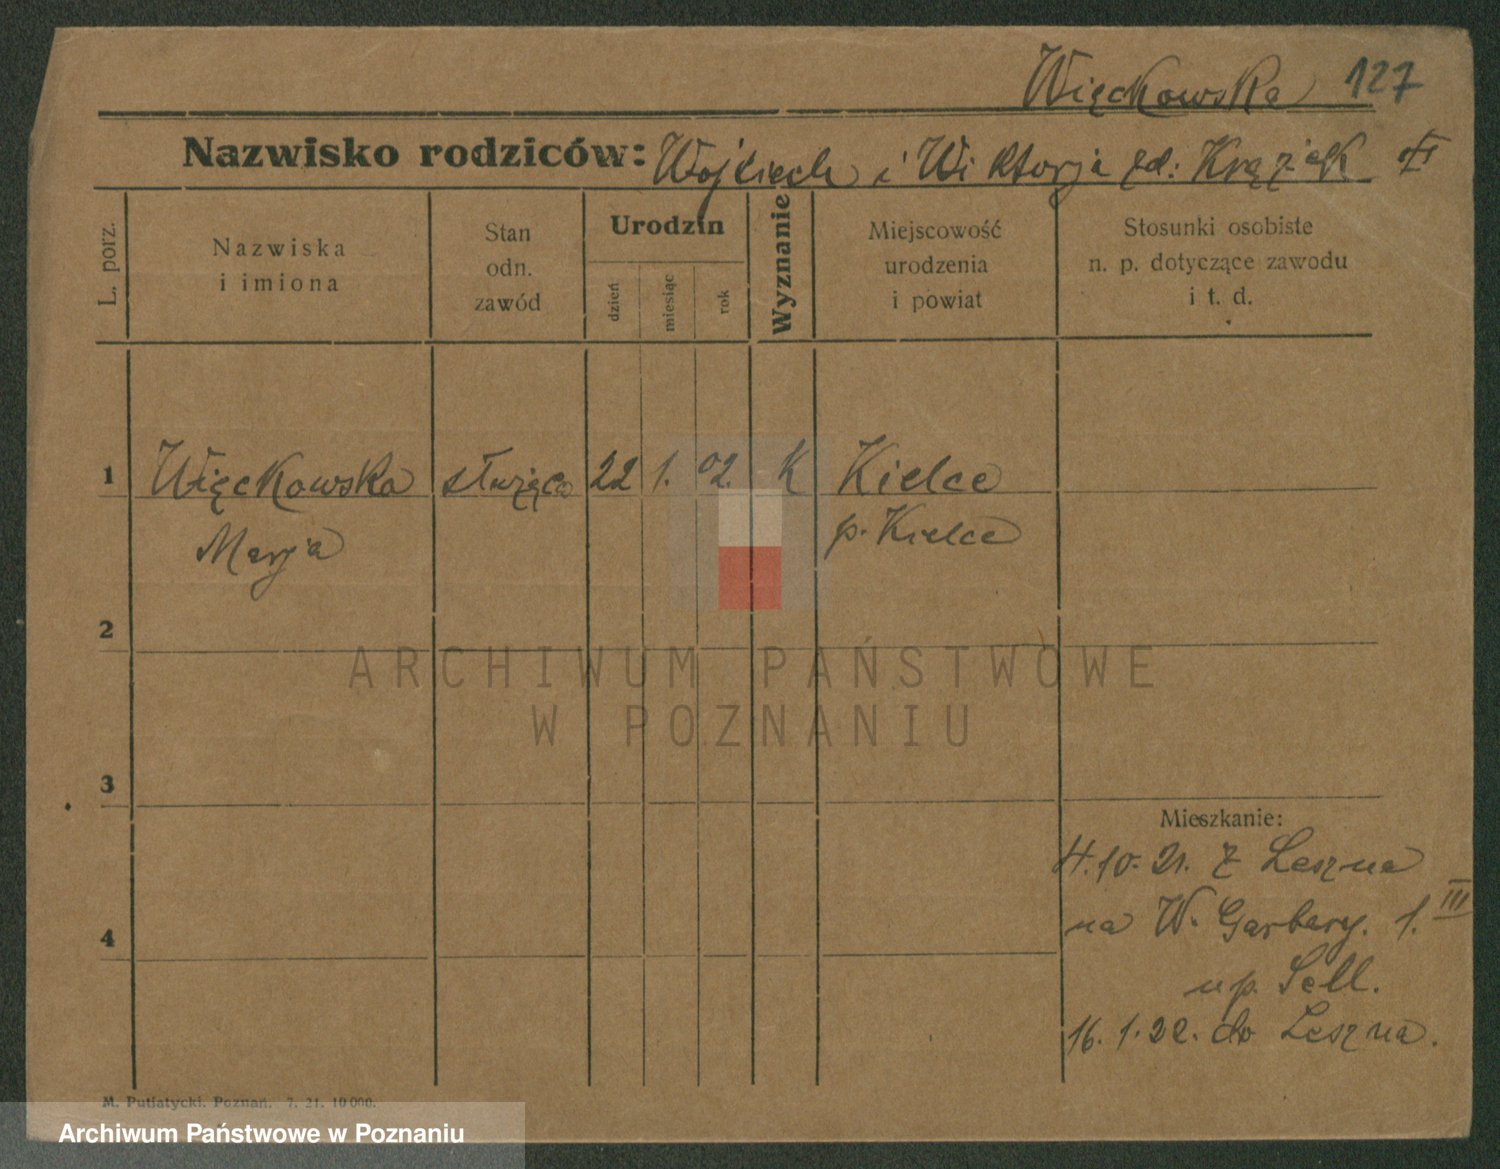 Więckowska 127
Nazwisko rodziców: Wojciech i Wiktorja zd:
L. porz.
Nazwiska
i imiona
Stan
odn.
zawód
Urodzin
dzień
miesiąc
rok
Wyznanie
Miejscowość
urodzenia
i powiat
Stosunki osobiste
n. p. dotyczące zawodu
i t. d.
1 Więckowska służąca 22 1. 02. K Kielce
Marja p. Kielce
2
ARCHIWUM PAŃSTWOWE
W POZNANIU
3
Mieszkanie:
4.10.21. z Leszna
na W. Garbary. 1. III
4
u p. Sell.
16.1.22. do Leszna.
M. Putiatycki. Poznań. 7. 21. 10000.
Archiwum Państwowe w Poznaniu